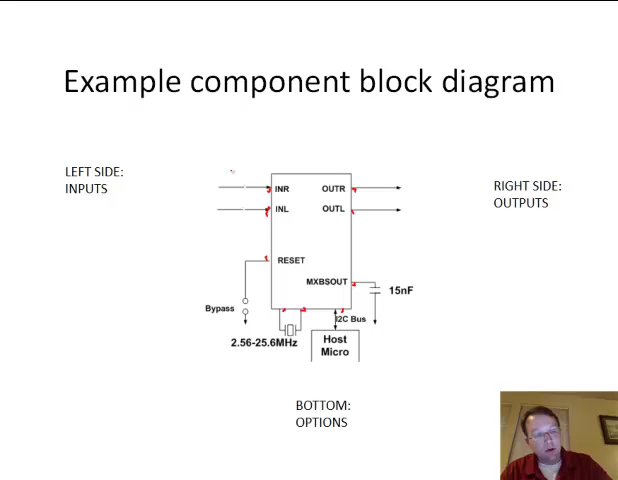 Example component block diagram
LEFT SIDE:
INPUTS
RIGHT SIDE:
OUTPUTS
INR
OUTR
INL
OUTL
RESET
MXBSOUT
15nF
Bypass
I2C Bus
2.56-25.6MHz
Host
Micro
BOTTOM:
OPTIONS